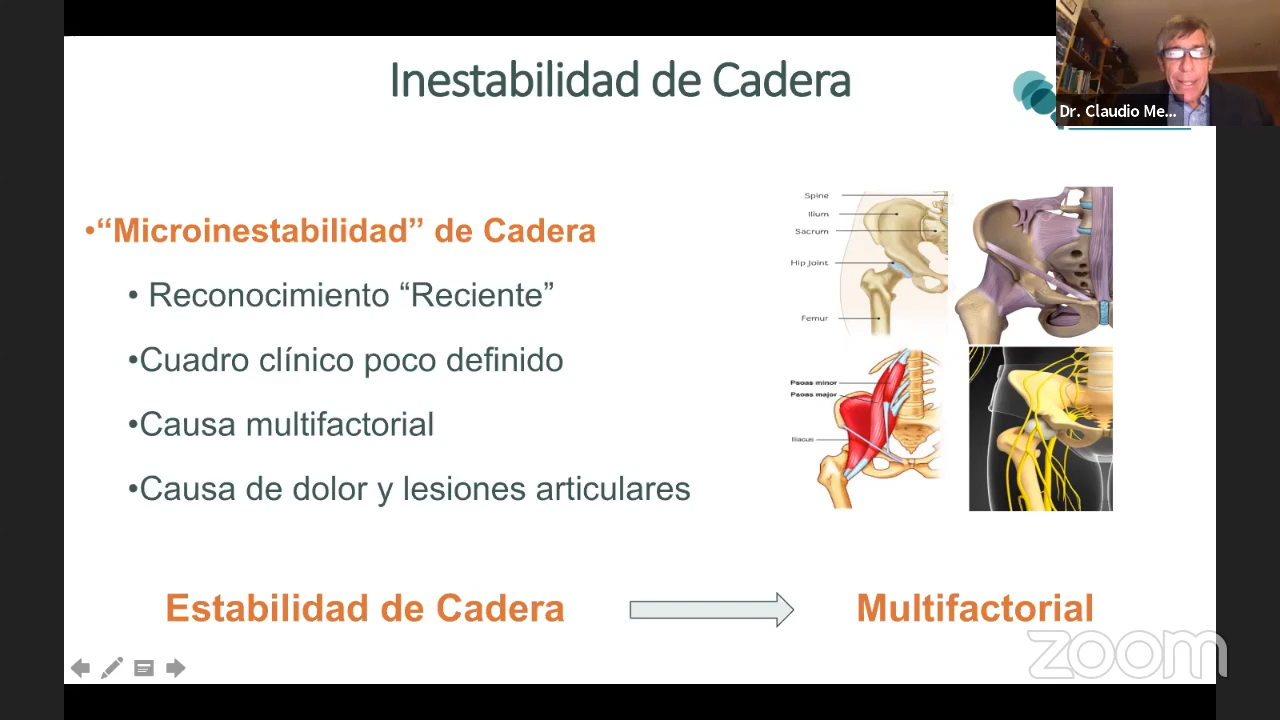 Inestabilidad de Cadera
Dr. Claudio Me...
•“Microinestabilidad” de Cadera
• Reconocimiento “Reciente”
•Cuadro clínico poco definido
•Causa multifactorial
•Causa de dolor y lesiones articulares
Spine
Ilium
Sacrum
Hip Joint
Femur
Psoas minor
Psoas major
Iliacus
Estabilidad de Cadera
Multifactorial
zoom